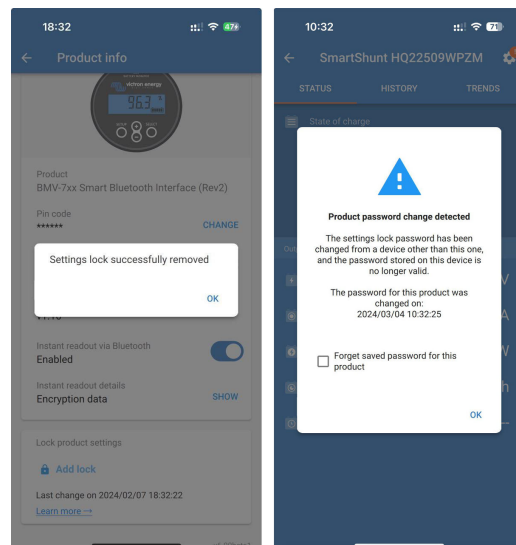 18:32
47
Product info
victron energy
96.3
Product
BMV-7xx Smart Bluetooth Interface (Rev2)
Pin code
******
CHANGE
Settings lock successfully removed
OK
Instant readout via Bluetooth
Enabled
Instant readout details
Encryption data
SHOW
Lock product settings
Add lock
Last change on 2024/02/07 18:32:22
Learn more →
10:32
71
SmartShunt HQ22509WPZM
STATUS
HISTORY
TRENDS
State of charge
Product password change detected
The settings lock password has been
changed from a device other than this one,
and the password stored on this device is
no longer valid.
The password for this product was
changed on:
2024/03/04 10:32:25
Forget saved password for this
product
OK
V
A
W
h